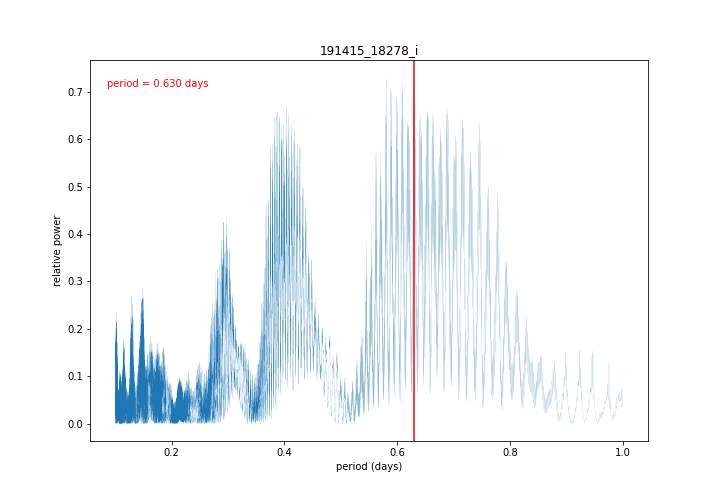 191415_18278_i
period = 0.630 days
relative power
0.7
0.6
0.5
0.4
0.3
0.2
0.1
0.0
0.2 0.4 0.6 0.8 1.0
period (days)